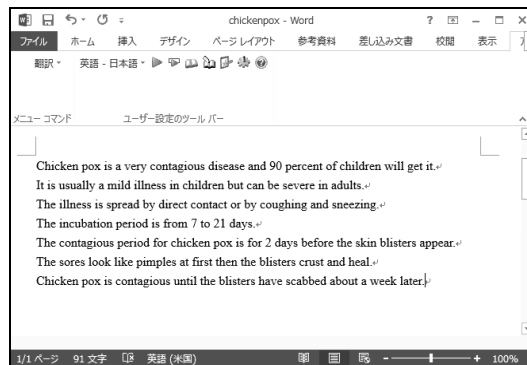 chickenpox - Word
ファイル ホーム 挿入 デザイン ページ レイアウト 参考資料 差し込み文書 校閲 表示
翻訳 英語 - 日本語
メニュー コマンド ユーザー設定のツール バー
Chicken pox is a very contagious disease and 90 percent of children will get it.
It is usually a mild illness in children but can be severe in adults.
The illness is spread by direct contact or by coughing and sneezing.
The incubation period is from 7 to 21 days.
The contagious period for chicken pox is for 2 days before the skin blisters appear.
The sores look like pimples at first then the blisters crust and heal.
Chicken pox is contagious until the blisters have scabbed about a week later.
1/1 ページ 91 文字 英語 (米国) 100%